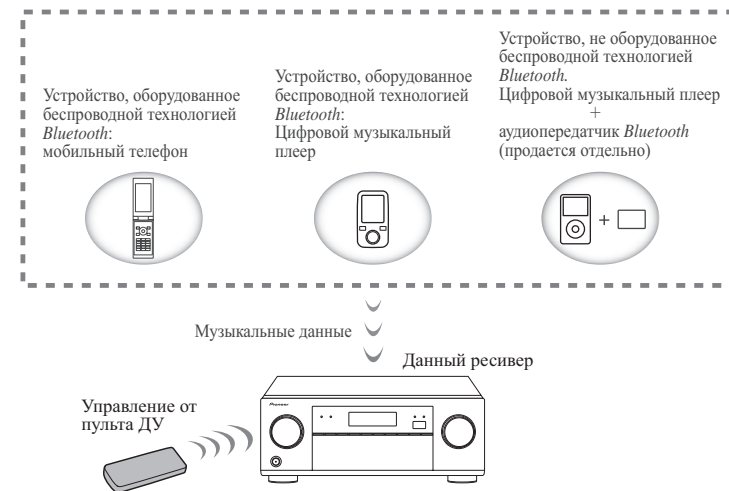 Устройство, оборудованное
беспроводной технологией
Bluetooth:
мобильный телефон
Устройство, оборудованное
беспроводной технологией
Bluetooth:
Цифровой музыкальный
плеер
Устройство, не оборудованное
беспроводной технологией
Bluetooth.
Цифровой музыкальный плеер
+
аудиопередатчик Bluetooth
(продается отдельно)
+
Музыкальные данные
Данный ресивер
Управление от
пульта ДУ
Pioneer